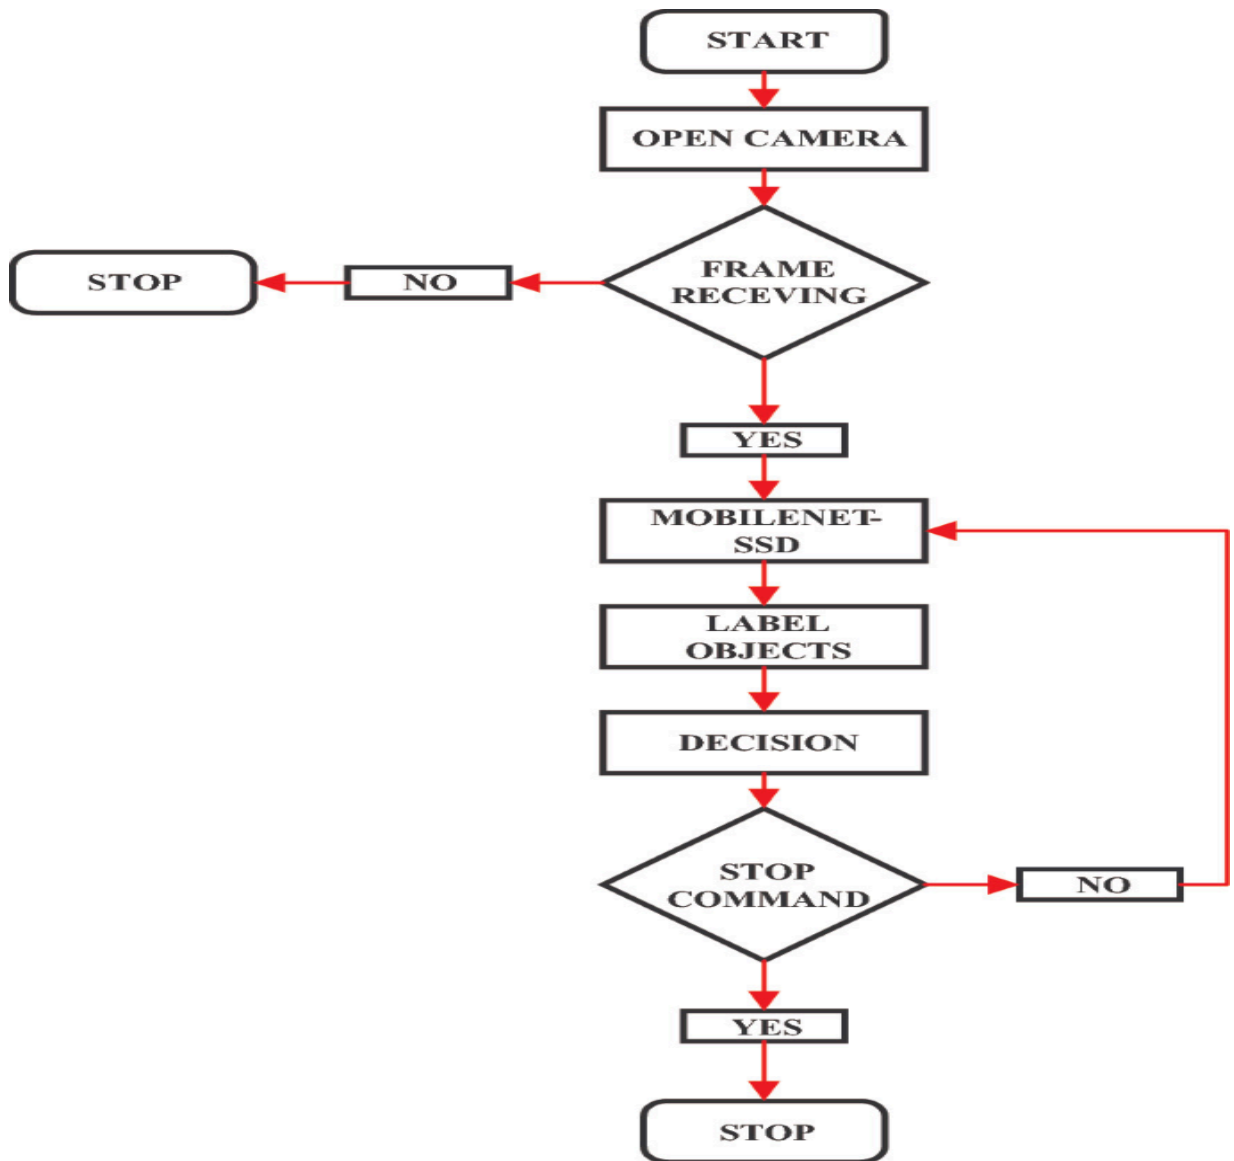 START
OPEN CAMERA
FRAME
RECEVING
NO
STOP
YES
MOBILENET-
SSD
LABEL
OBJECTS
DECISION
STOP
COMMAND
NO
YES
STOP